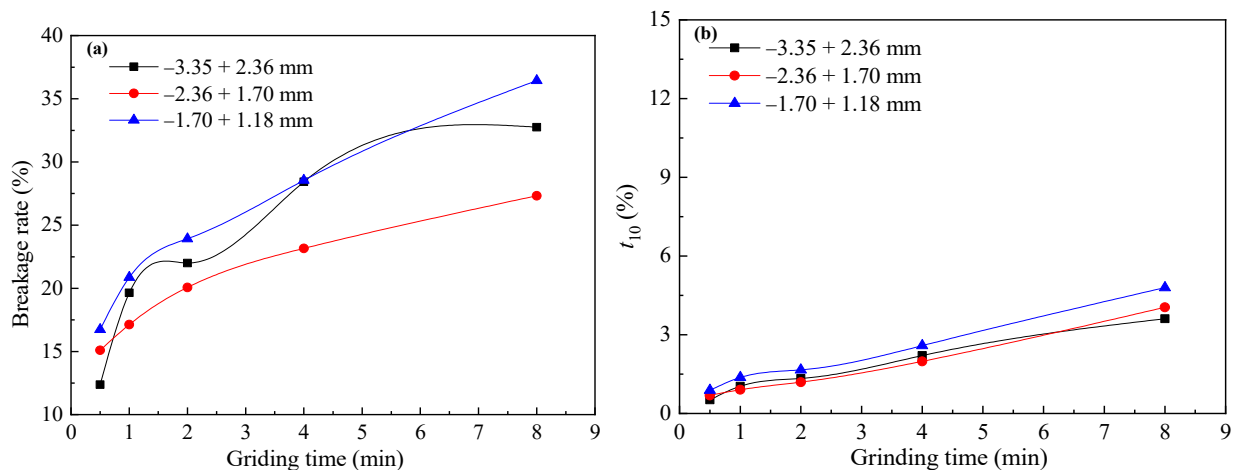 (a)
–3.35 + 2.36 mm
–2.36 + 1.70 mm
–1.70 + 1.18 mm
Breakage rate (%)
40
35
30
25
20
15
10
0 1 2 3 4 5 6 7 8 9
Griding time (min)
(b)
–3.35 + 2.36 mm
–2.36 + 1.70 mm
–1.70 + 1.18 mm
t10 (%)
15
12
9
6
3
0
0 1 2 3 4 5 6 7 8 9
Grinding time (min)